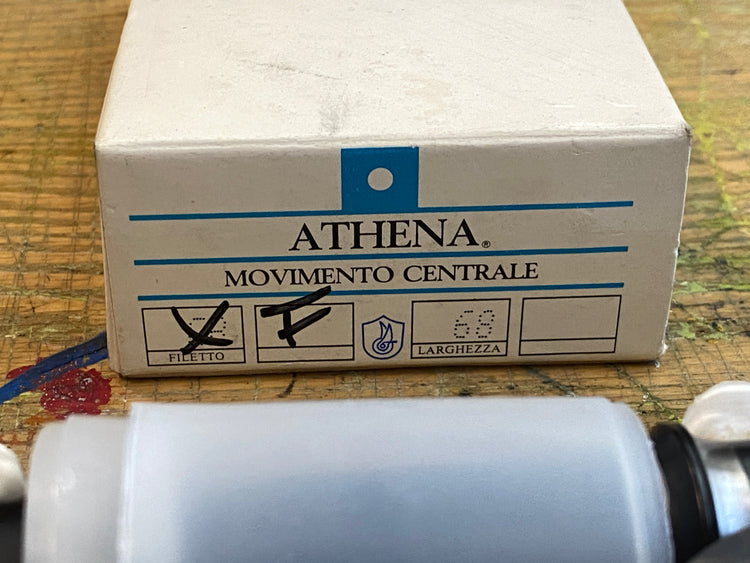 ATHENA®
MOVIMENTO CENTRALE
F 68
FILETTO LARGHEZZA